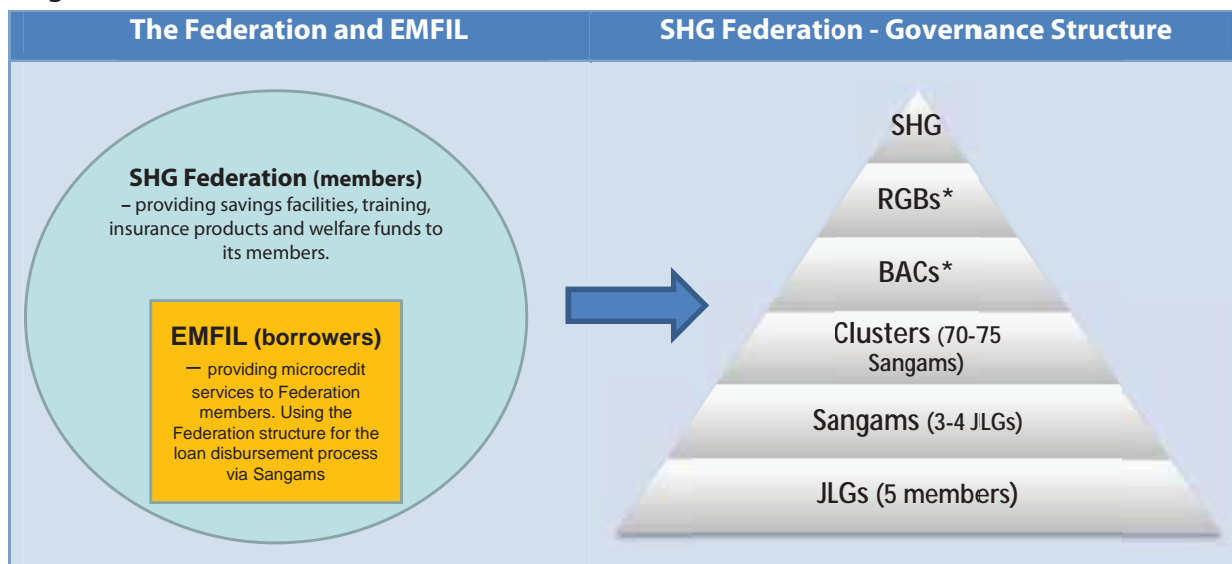 The Federation and EMFIL
SHG Federation (members)
– providing savings facilities, training,
insurance products and welfare funds to
its members.
EMFIL (borrowers)
– providing microcredit
services to Federation
members. Using the
Federation structure for the
loan disbursement process
via Sangams
SHG Federation - Governance Structure
SHG
RGBs*
BACs*
Clusters (70-75
Sangams)
Sangams (3-4 JLGs)
JLGs (5 members)